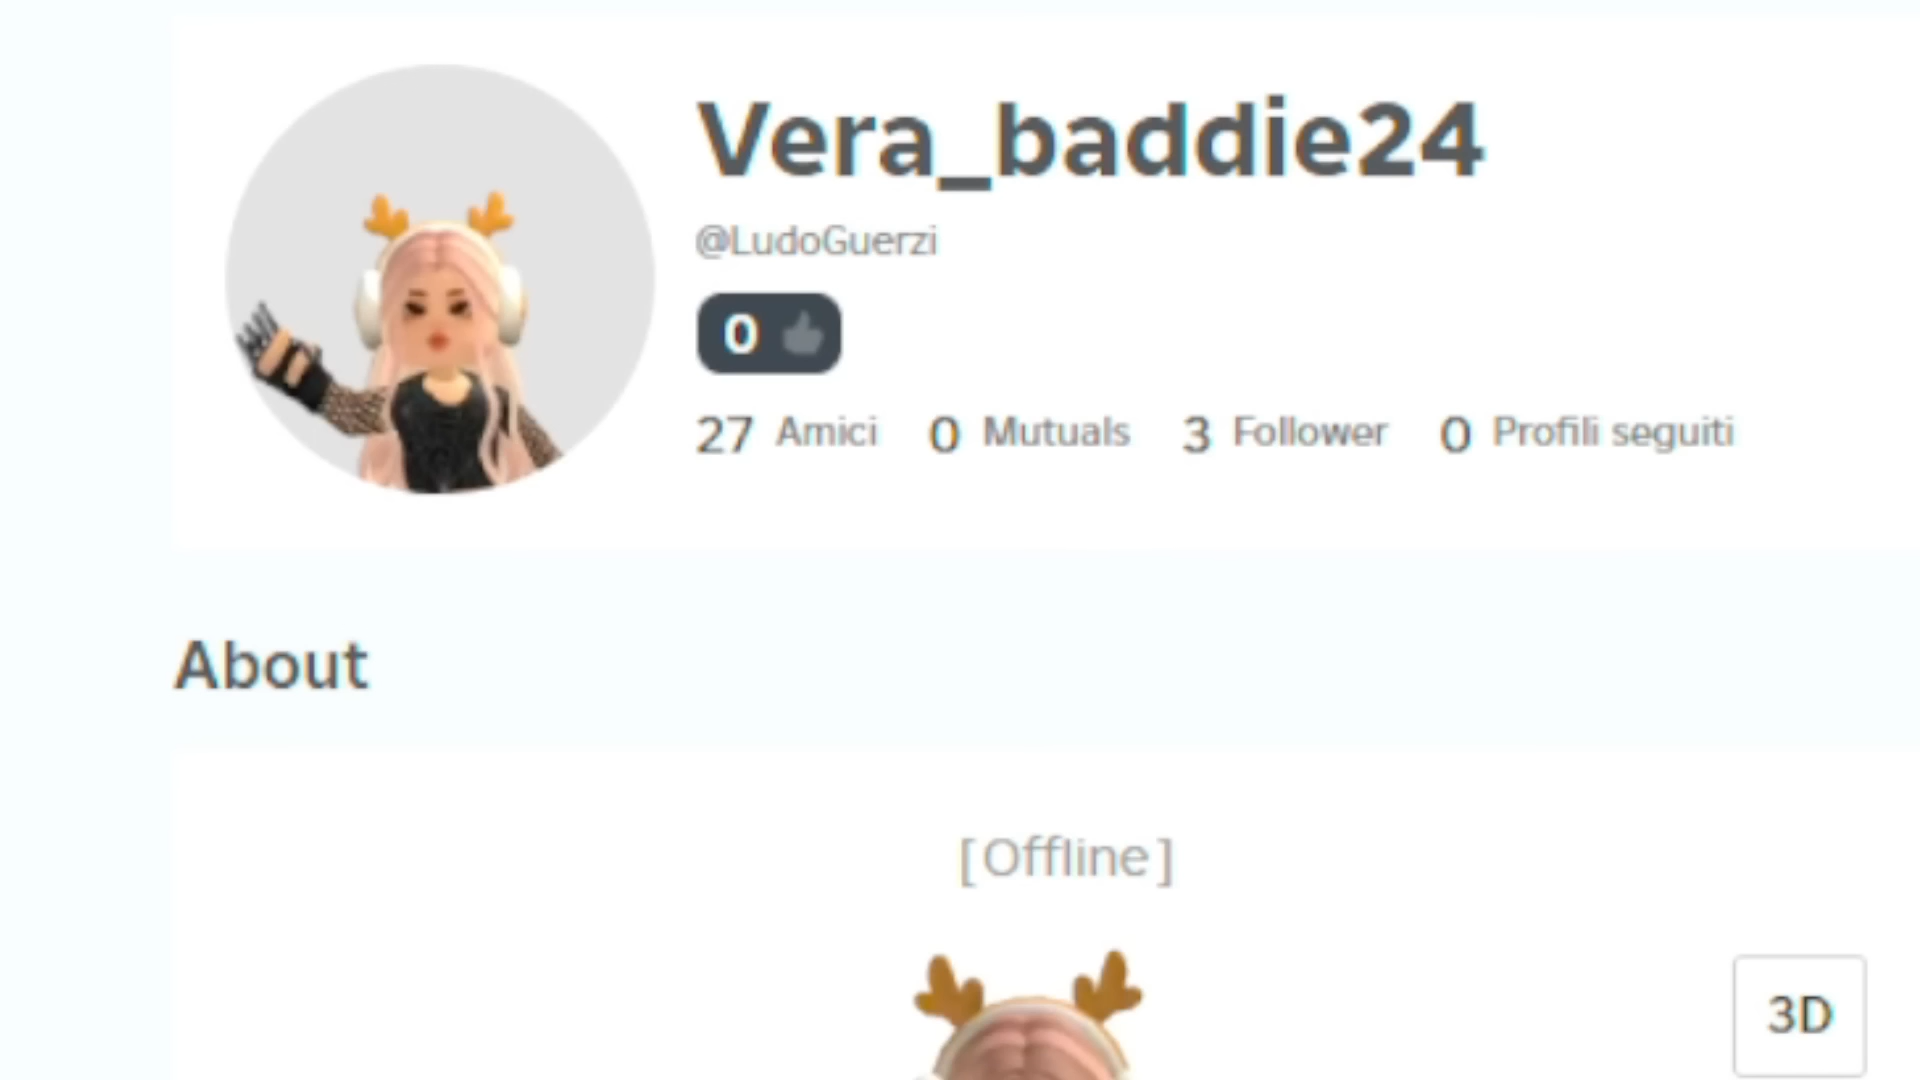 Vera_baddie24
@LudoGuerzi
0
27 Amici 0 Mutuals 3 Follower 0 Profili seguiti
About
[Offline]
3D